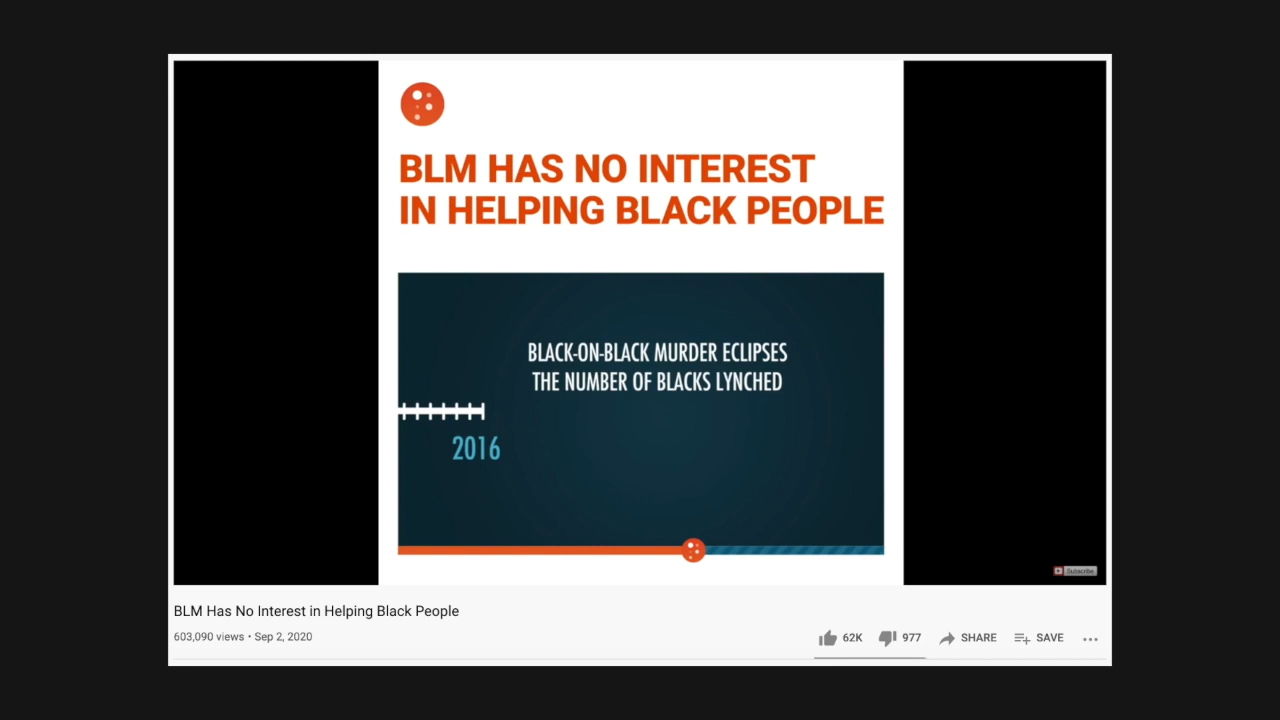 BLM HAS NO INTEREST
IN HELPING BLACK PEOPLE
BLACK-ON-BLACK MURDER ECLIPSES
THE NUMBER OF BLACKS LYNCHED
2016
Subscribe
BLM Has No Interest in Helping Black People
603,090 views • Sep 2, 2020
62K 977 SHARE SAVE